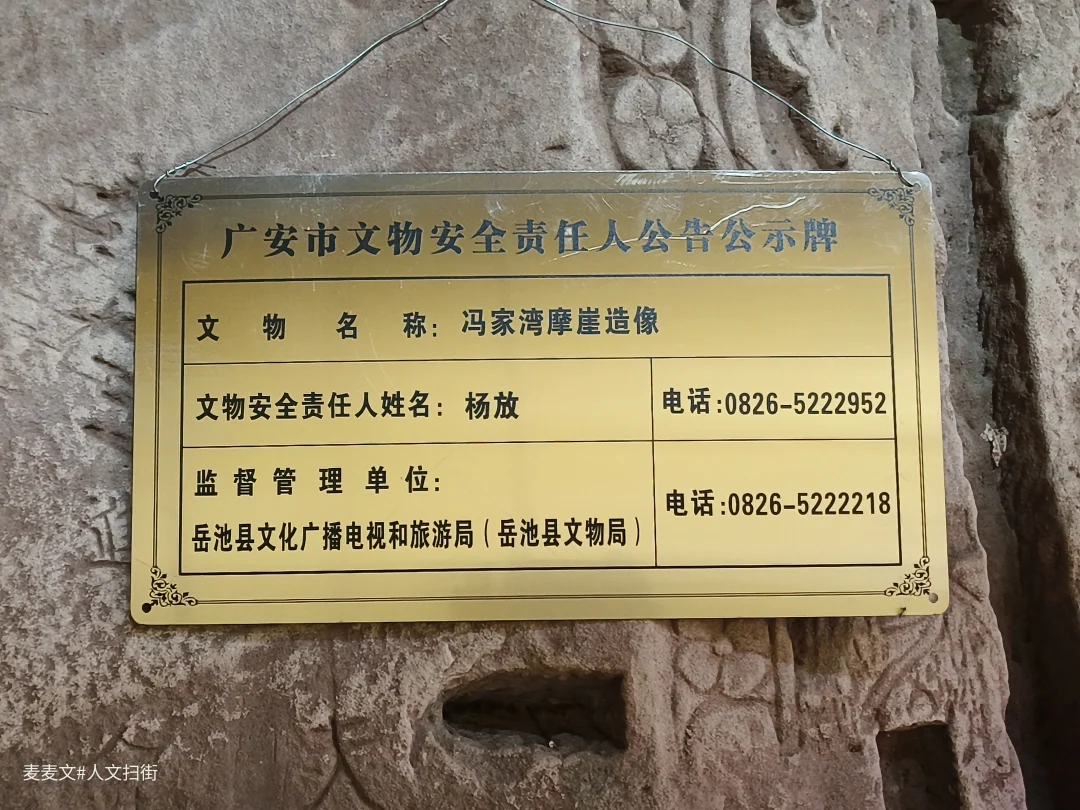 广安市文物安全责任人公告公示牌
文物名称：冯家湾摩崖造像
文物安全责任人姓名：杨放
电话:0826-5222952
监督管理单位：
岳池县文化广播电视和旅游局（岳池县文物局）
电话:0826-5222218
麦麦文#人文扫街